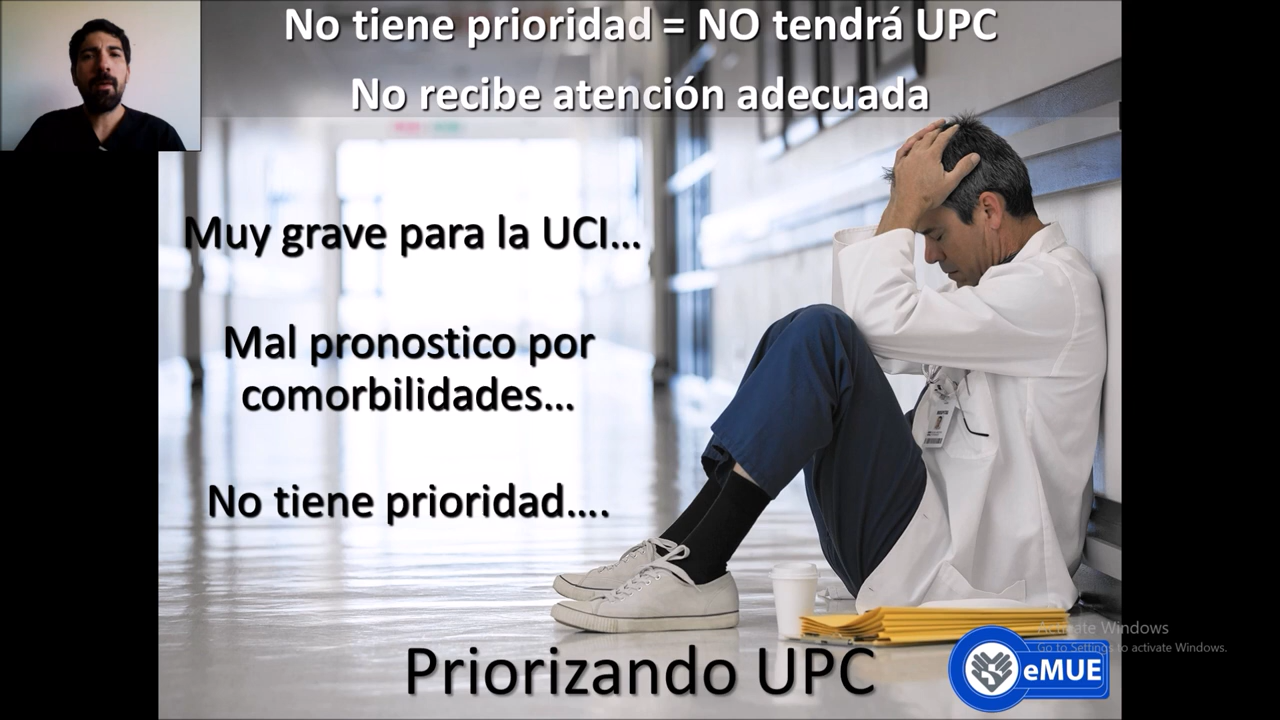 No tiene prioridad = NO tendrá UPC
No recibe atención adecuada
Muy grave para la UCI...
Mal pronostico por
comorbilidades...
No tiene prioridad....
Priorizando UPC
eMUE
Activate Windows
Go to Settings to activate Windows.